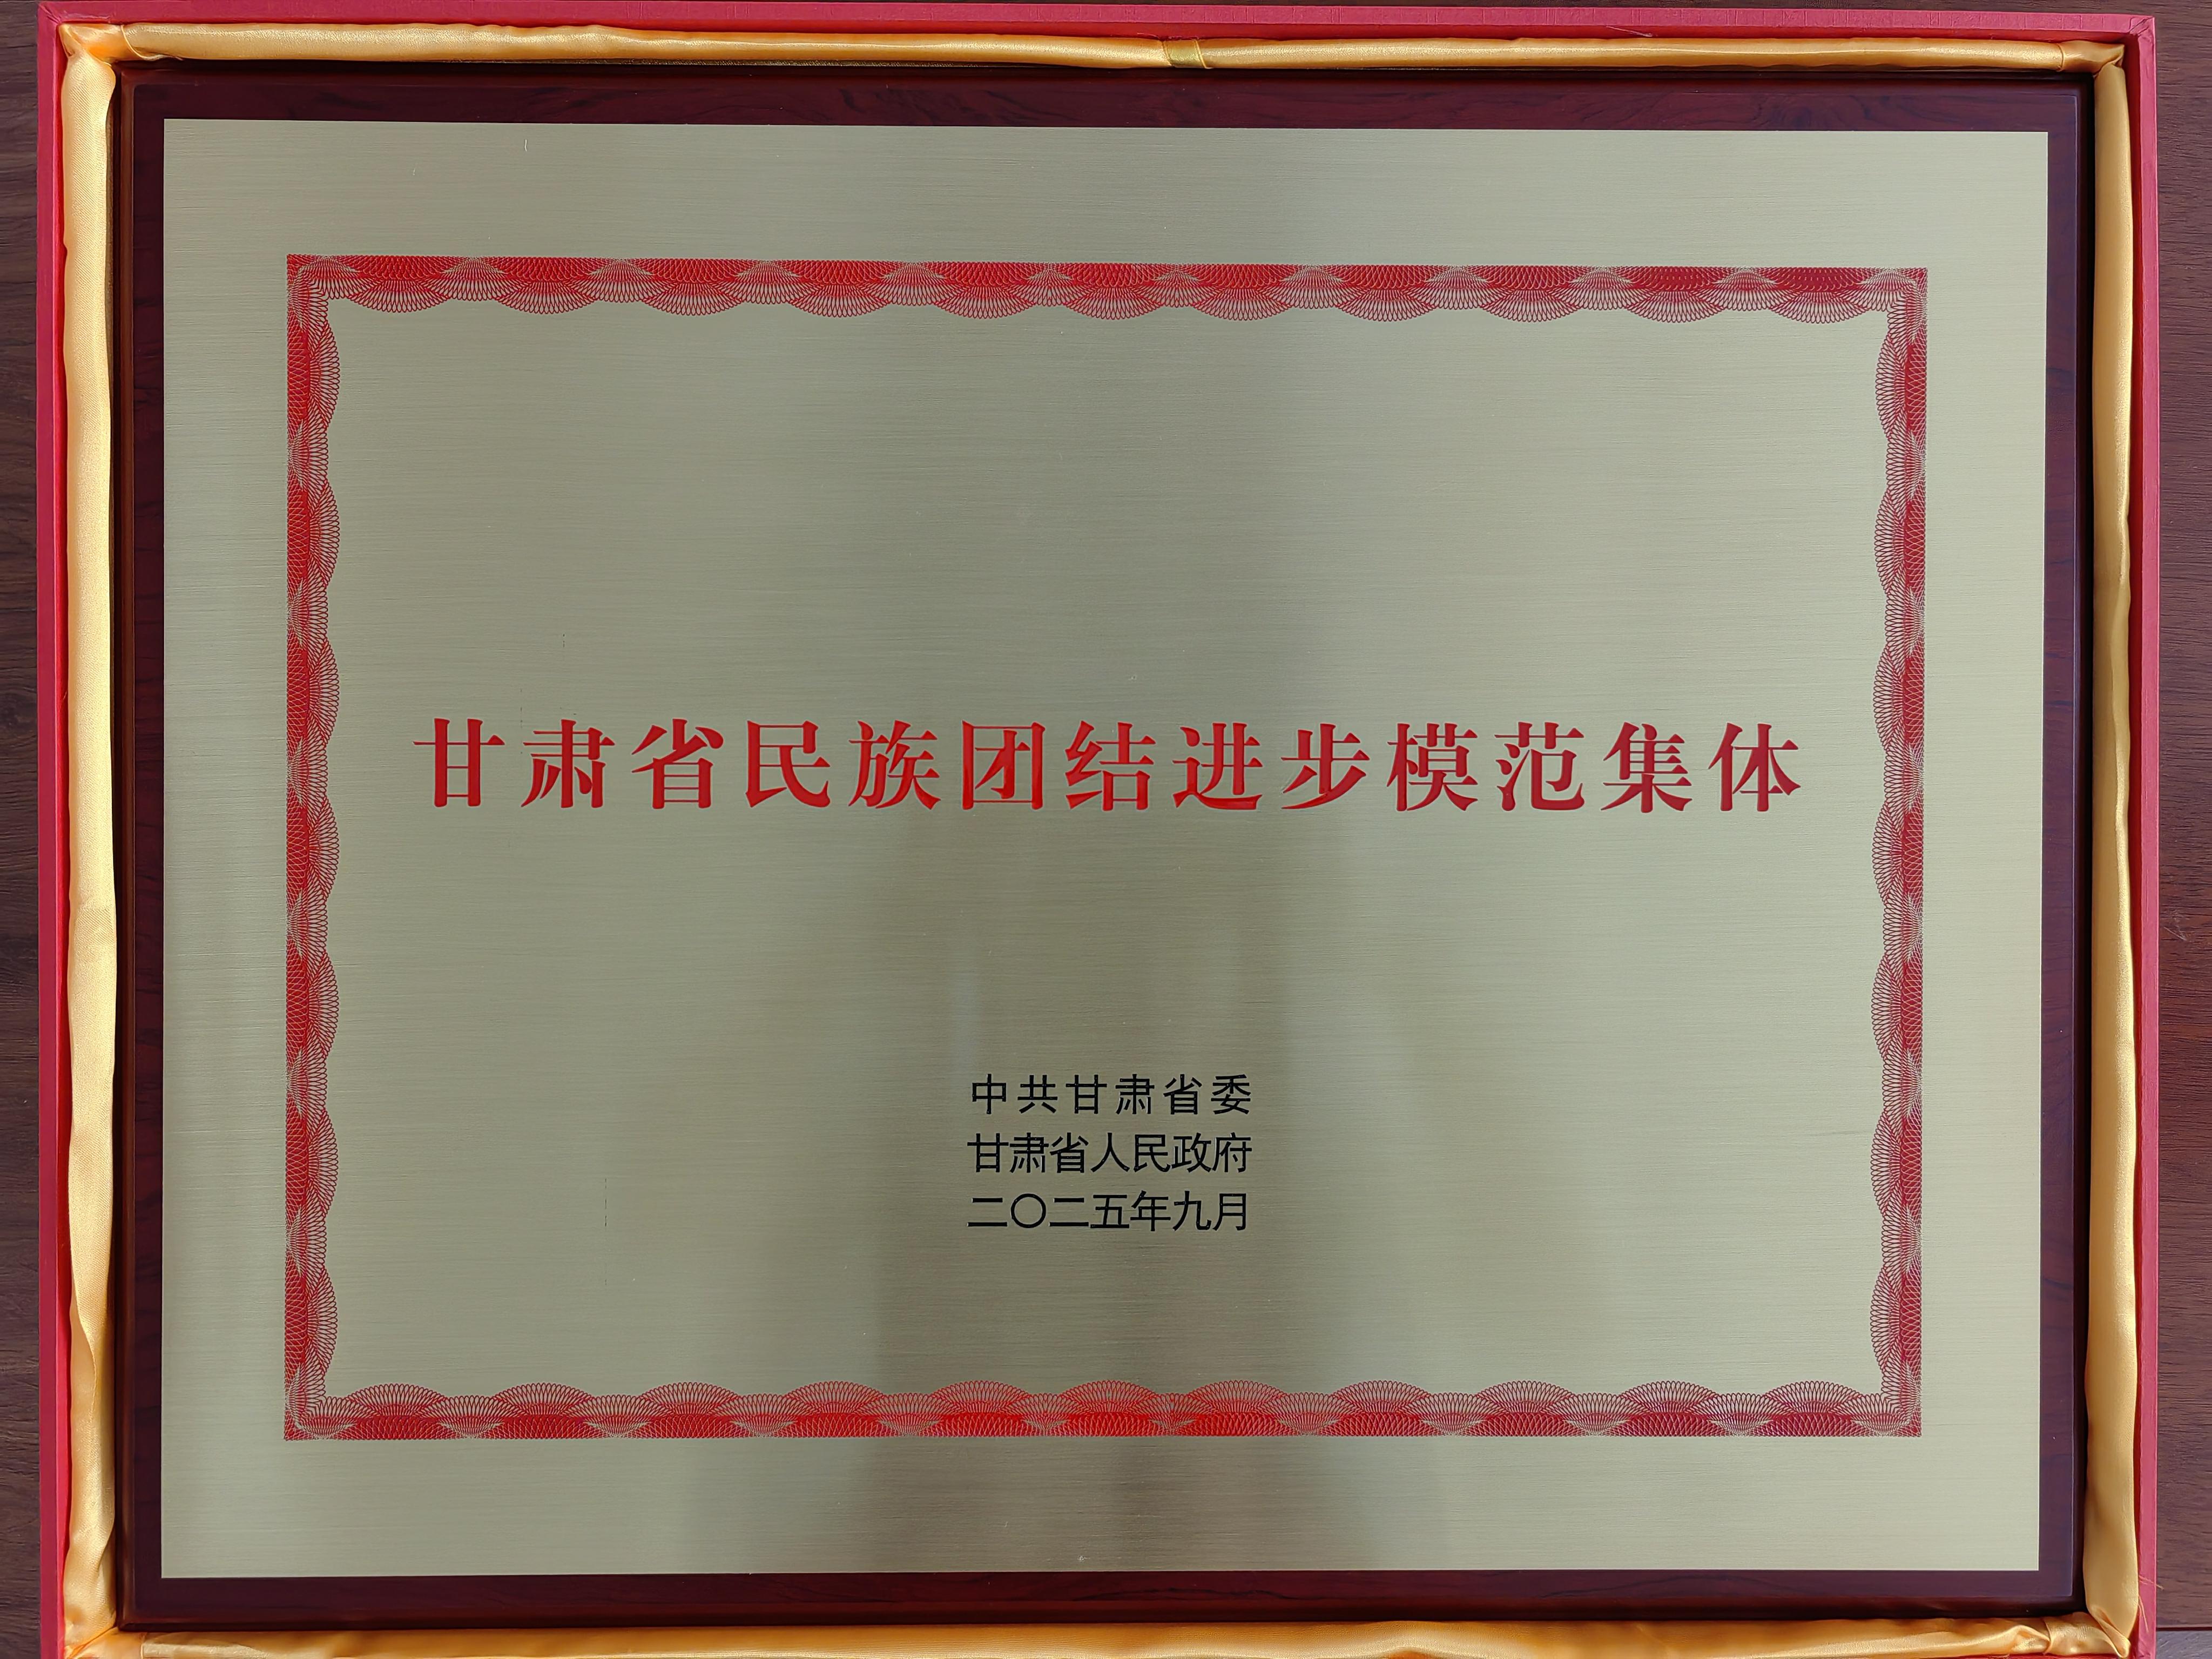 甘肃省民族团结进步模范集体
中共甘肃省委
甘肃省人民政府
二〇二五年九月